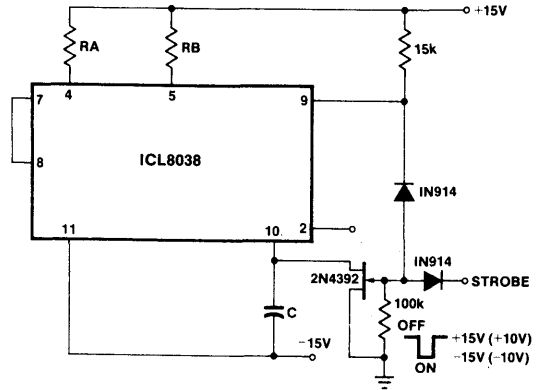 +15V
RA
RB
15k
4
5
7
9
ICL8038
8
IN914
11
10
2
IN914
2N4392
STROBE
C
100k
OFF
-15V
+15V (+10V)
-15V (-10V)
ON